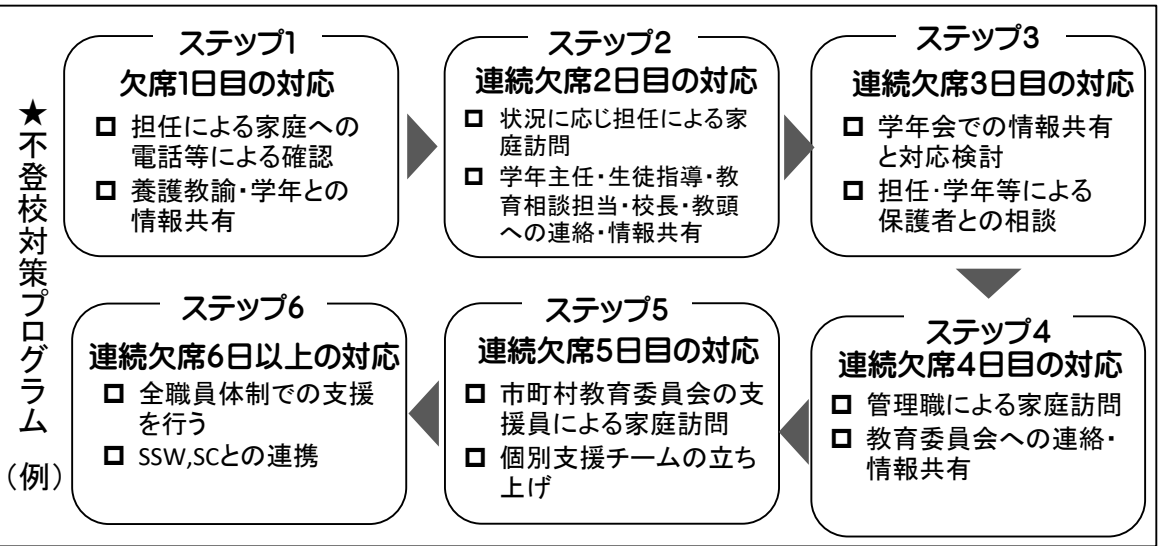 ★不登校対策プログラム
(例)
ステップ1
欠席1日目の対応
担任による家庭への
電話等による確認
養護教諭・学年との
情報共有
ステップ2
連続欠席2日目の対応
状況に応じ担任による家
庭訪問
学年主任・生徒指導・教
育相談担当・校長・教頭
への連絡・情報共有
ステップ3
連続欠席3日目の対応
学年会での情報共有
と対応検討
担任・学年等による
保護者との相談
ステップ4
連続欠席4日目の対応
管理職による家庭訪問
教育委員会への連絡・
情報共有
ステップ5
連続欠席5日目の対応
市町村教育委員会の支
援員による家庭訪問
個別支援チームの立ち
上げ
ステップ6
連続欠席6日以上の対応
全職員体制での支援
を行う
SSW,SCとの連携